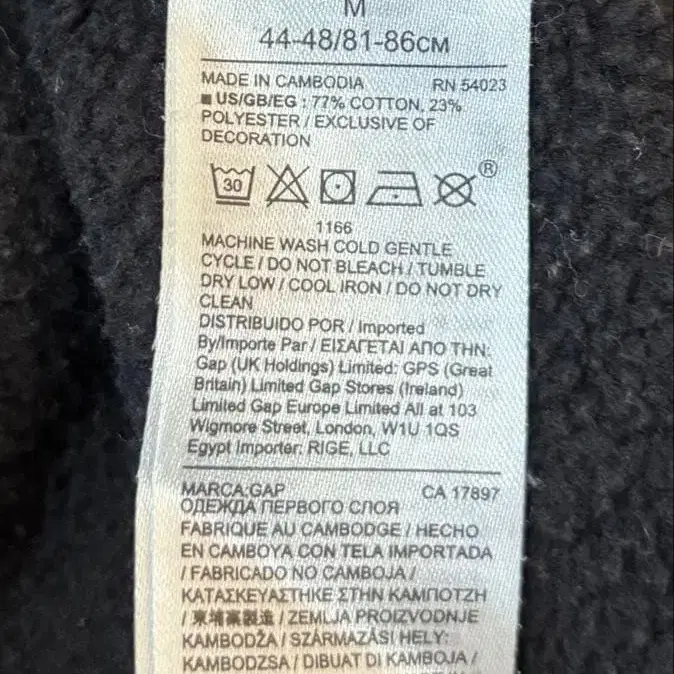 M
44-48/81-86CM
MADE IN CAMBODIA RN 54023
■ US/GB/EG : 77% COTTON, 23%
POLYESTER / EXCLUSIVE OF
DECORATION
30 ®
1166
MACHINE WASH COLD GENTLE
CYCLE / DO NOT BLEACH / TUMBLE
DRY LOW / COOL IRON / DO NOT DRY
CLEAN
DISTRIBUIDO POR / Imported
By/Importe Par / ΕΙΣΑΓΕΤΑΙ ΑΠΟ ΤΗΝ:
Gap (UK Holdings) Limited: GPS (Great
Britain) Limited Gap Stores (Ireland)
Limited Gap Europe Limited All at 103
Wigmore Street, London, W1U 1QS
Egypt Importer: RIGE, LLC
MARCA:GAP CA 17897
ОДЕЖДА ПЕРВОГО СЛОЯ
FABRIQUE AU CAMBODGE / HECHO
EN CAMBOYA CON TELA IMPORTADA
/ FABRICADO NO CAMBOJA /
ΚΑΤΑΣΚΕΥΑΣΤΗΚΕ ΣΤΗΝ ΚΑΜΠΟΤΖΗ
/ 柬埔寨製造 / ZEMLJA PROIZVODNJE
KAMBODŽA / SZÁRMAZÁSI HELY:
KAMBODZSA / DIBUAT DI KAMBOJA /